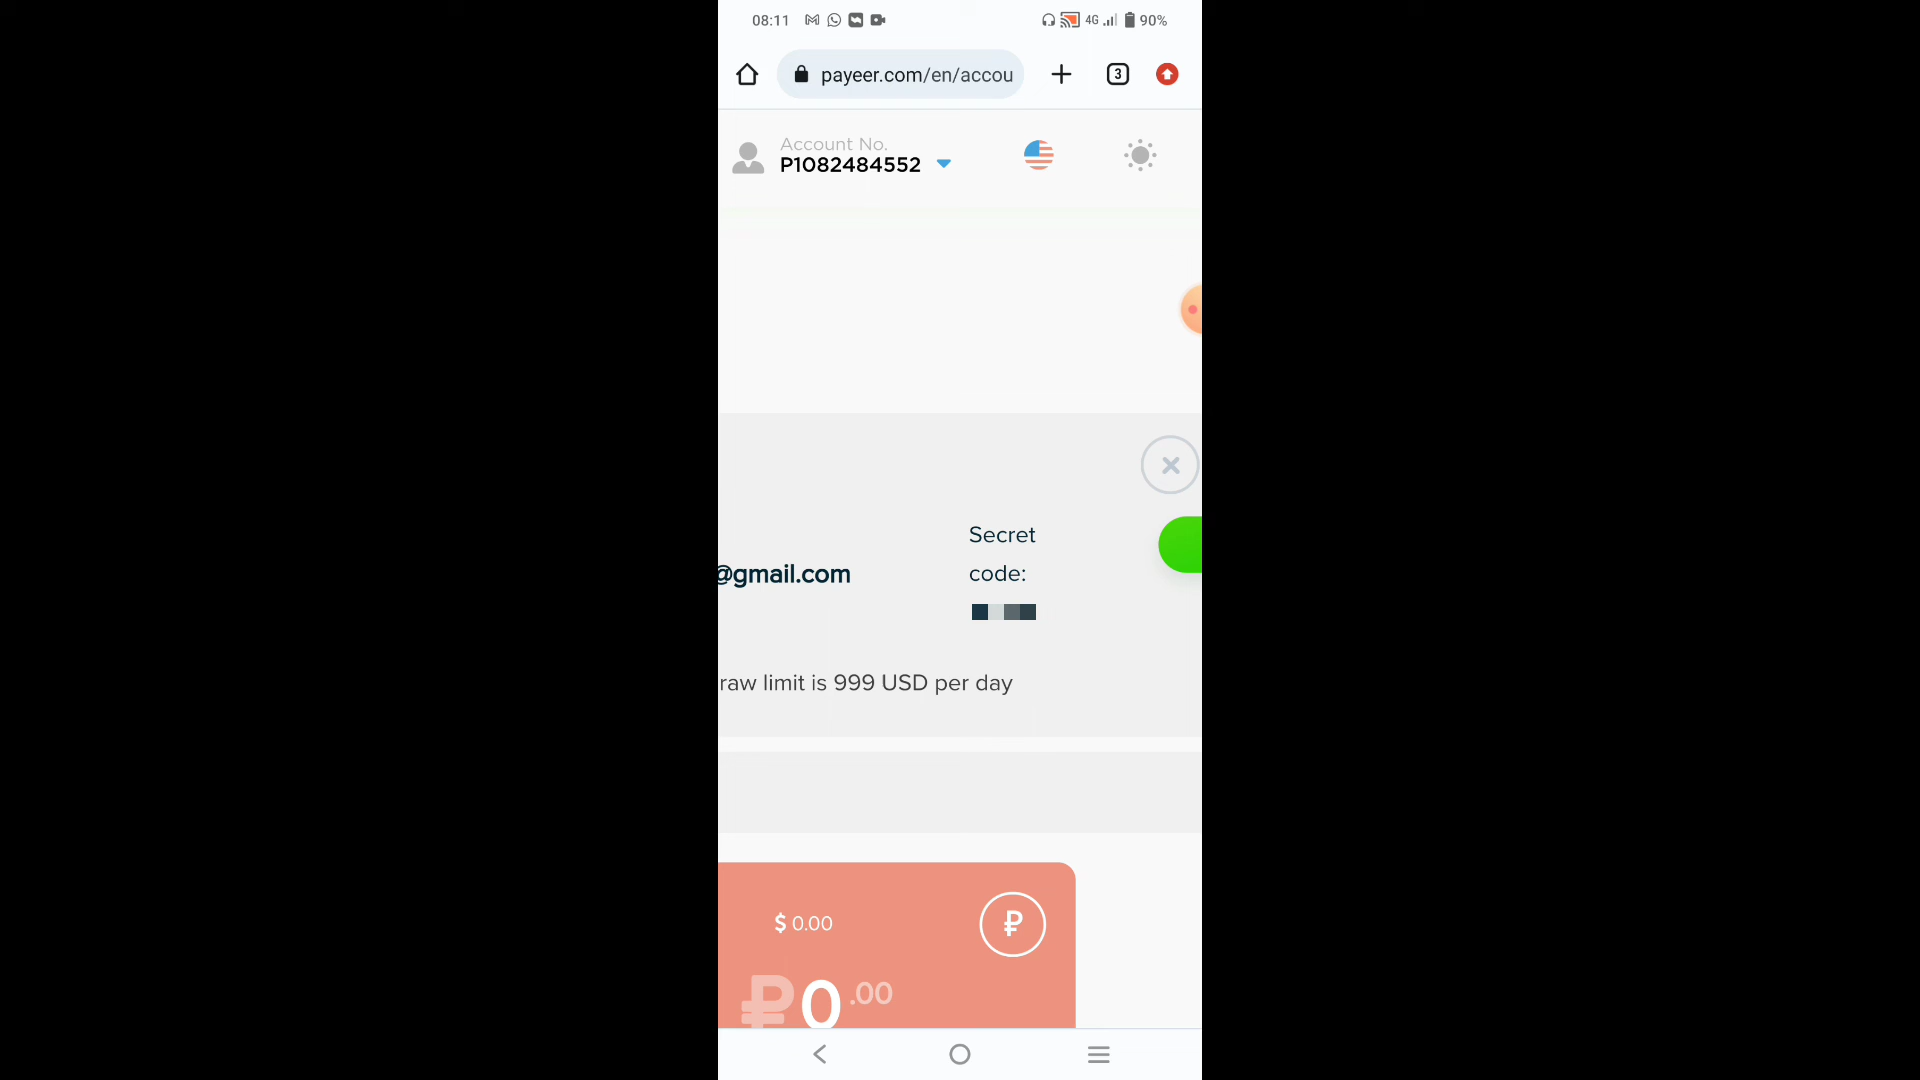 08:11
4G
90%
payeer.com/en/accou
3
Account No.
P1082484552
Secret
@gmail.com
code:
raw limit is 999 USD per day
$ 0.00
₽
₽0.00